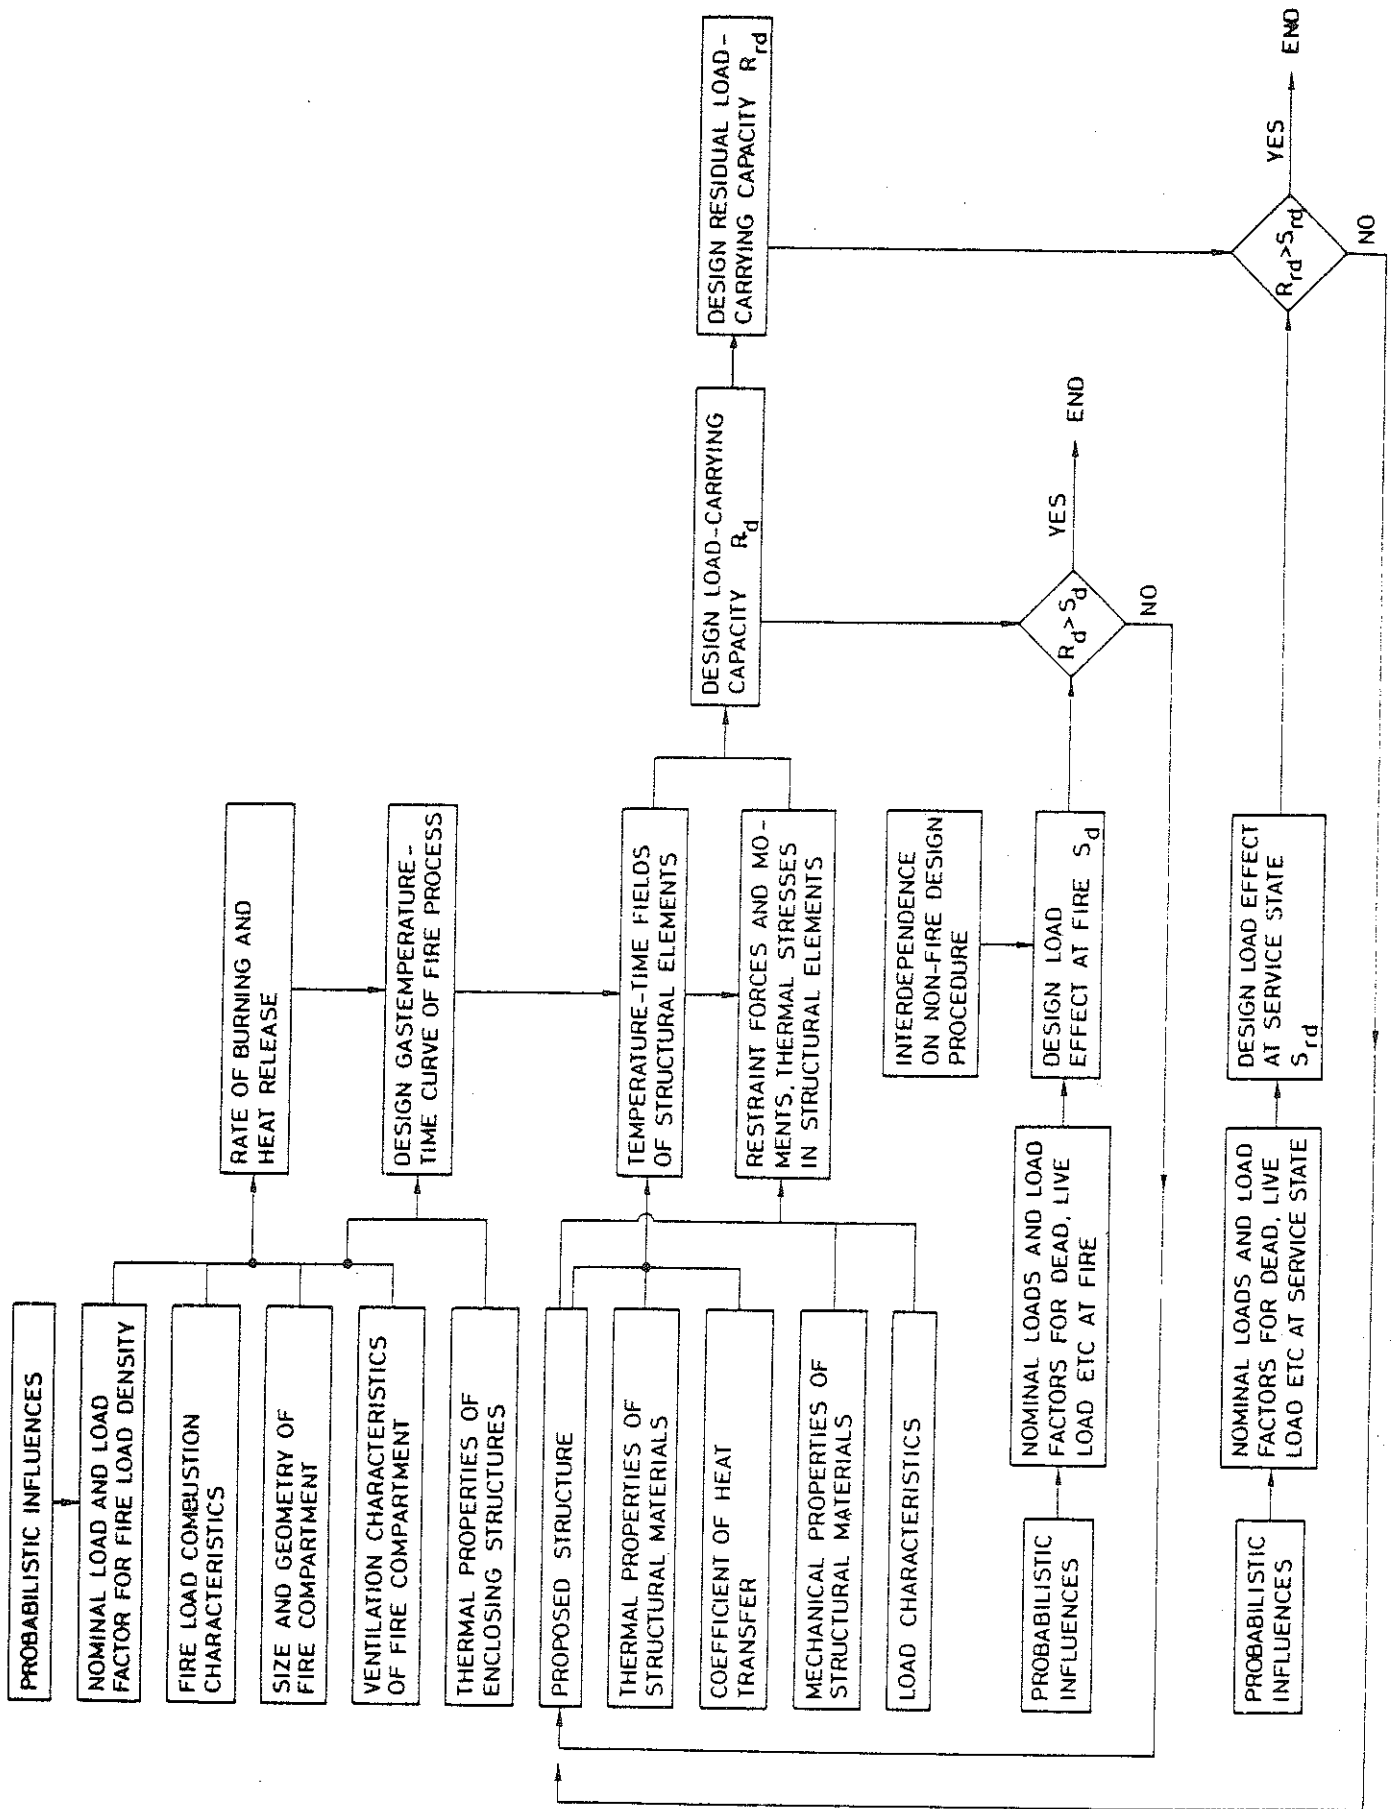 PROBABILISTIC INFLUENCES
NOMINAL LOAD AND LOAD
FACTOR FOR FIRE LOAD DENSITY
FIRE LOAD COMBUSTION
CHARACTERISTICS
SIZE AND GEOMETRY OF
FIRE COMPARTMENT
VENTILATION CHARACTERISTICS
OF FIRE COMPARTMENT
THERMAL PROPERTIES OF
ENCLOSING STRUCTURES
PROPOSED STRUCTURE
THERMAL PROPERTIES OF
STRUCTURAL MATERIALS
COEFFICIENT OF HEAT
TRANSFER
MECHANICAL PROPERTIES OF
STRUCTURAL MATERIALS
LOAD CHARACTERISTICS
RATE OF BURNING AND
HEAT RELEASE
DESIGN GASTEMPERATURE-
TIME CURVE OF FIRE PROCESS
TEMPERATURE-TIME FIELDS
OF STRUCTURAL ELEMENTS
RESTRAINT FORCES AND MO-
MENTS, THERMAL STRESSES
IN STRUCTURAL ELEMENTS
DESIGN LOAD-CARRYING
CAPACITY R_d
DESIGN RESIDUAL LOAD-
CARRYING CAPACITY R_rd
INTERDEPENDENCE
ON NON-FIRE DESIGN
PROCEDURE
PROBABILISTIC
INFLUENCES
NOMINAL LOADS AND LOAD
FACTORS FOR DEAD, LIVE
LOAD ETC AT FIRE
DESIGN LOAD
EFFECT AT FIRE S_d
R_d>S_d
YES
END
NO
PROBABILISTIC
INFLUENCES
NOMINAL LOADS AND LOAD
FACTORS FOR DEAD, LIVE
LOAD ETC AT SERVICE STATE
DESIGN LOAD EFFECT
AT SERVICE STATE
S_rd
R_rd>S_rd
YES
END
NO